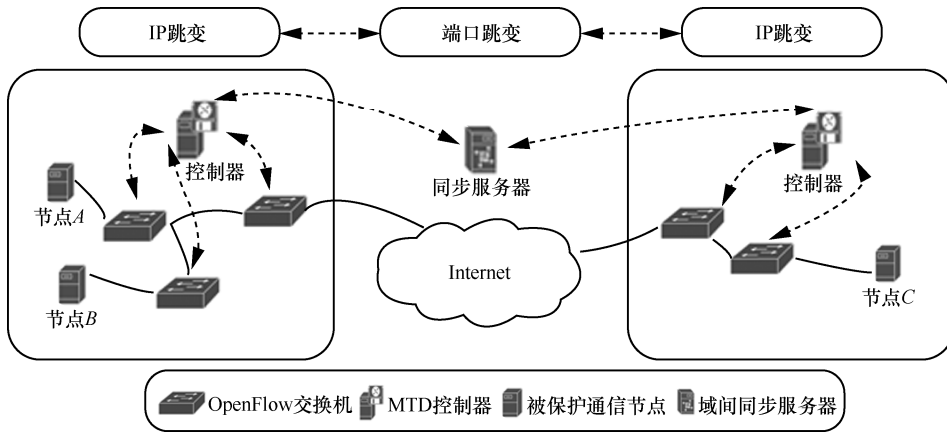 IP跳变
端口跳变
IP跳变
控制器
同步服务器
控制器
节点A
节点B
Internet
节点C
OpenFlow交换机
MTD控制器
被保护通信节点
域间同步服务器